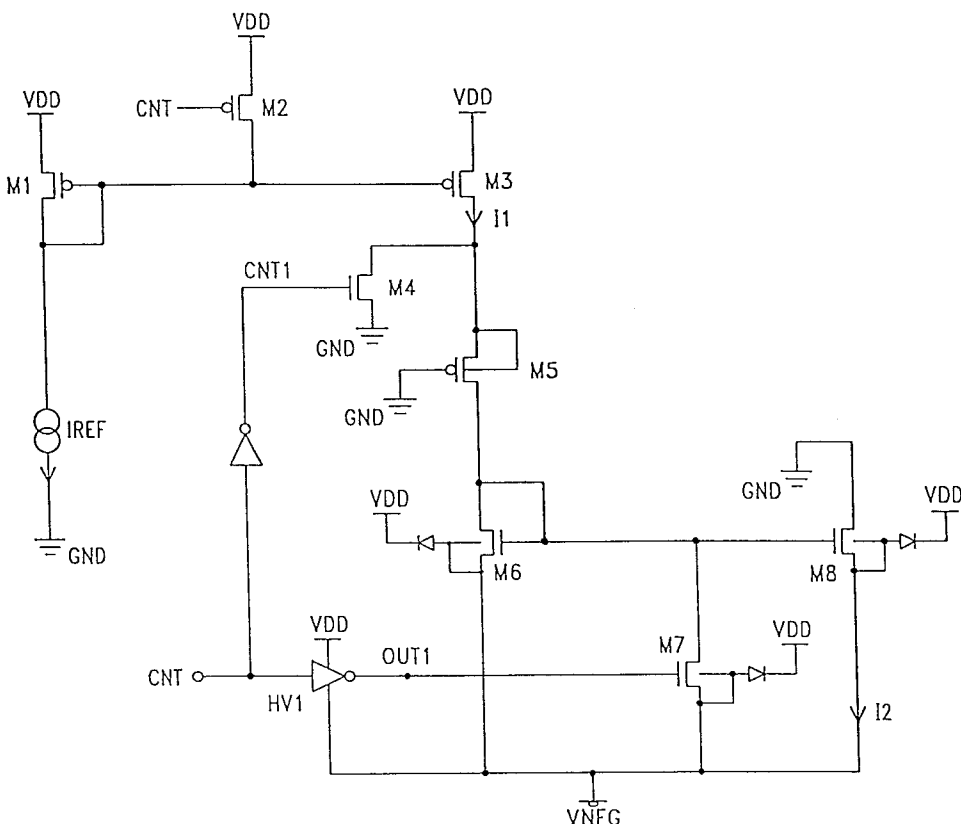 VDD
CNT
M2
VDD
VDD
M1
M3
I1
CNT1
M4
GND
M5
GND
IREF
GND
VDD
GND
VDD
M6
M8
VDD
M7
VDD
CNT
HV1
OUT1
I2
VNEG